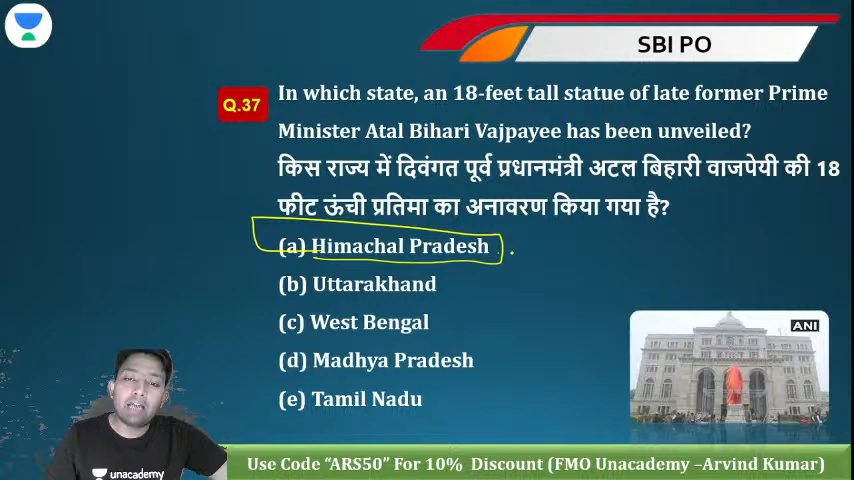 SBI PO
Q.37
In which state, an 18-feet tall statue of late former Prime
Minister Atal Bihari Vajpayee has been unveiled?
किस राज्य में दिवंगत पूर्व प्रधानमंत्री अटल बिहारी वाजपेयी की 18
फीट ऊंची प्रतिमा का अनावरण किया गया है?
(a) Himachal Pradesh
(b) Uttarakhand
(c) West Bengal
(d) Madhya Pradesh
(e) Tamil Nadu
ANI
unacademy
Use Code “ARS50” For 10% Discount (FMO Unacademy –Arvind Kumar)